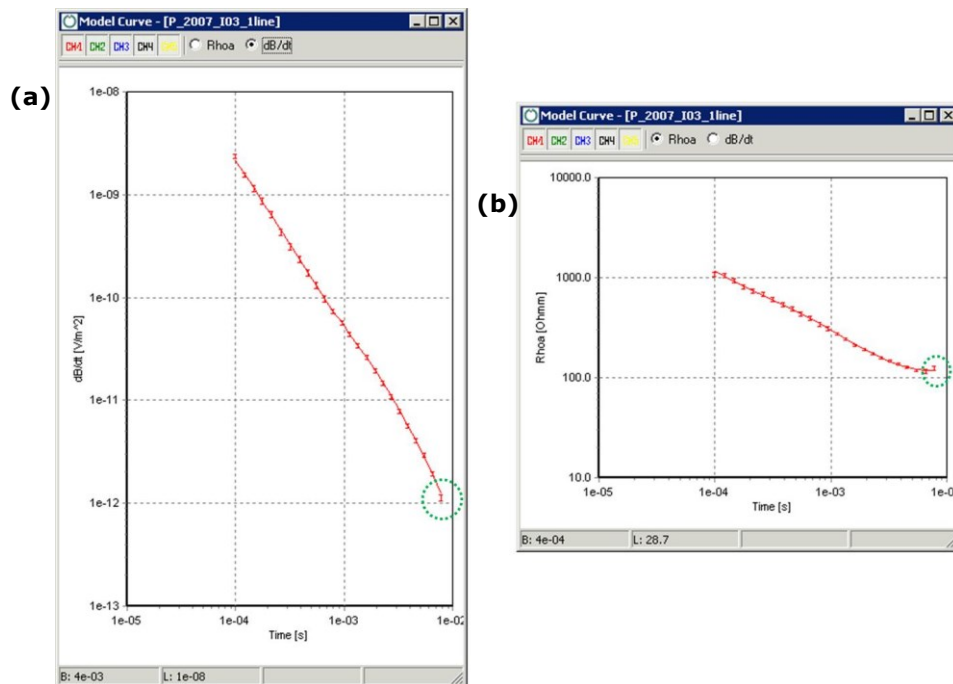 (a)
Model Curve - [P_2007_I03_1line]
CH1 CH2 CH3 CH4 Rhoa dB/dt
1e-08
1e-09
1e-10
1e-11
1e-12
1e-13
dB/dt [V/m^2]
1e-05 1e-04 1e-03 1e-02
Time [s]
B: 4e-03 L: 1e-08
(b)
Model Curve - [P_2007_I03_1line]
CH1 CH2 CH3 CH4 Rhoa dB/dt
10000.0
1000.0
100.0
10.0
Rhoa [Ohmm]
1e-05 1e-04 1e-03 1e-0
Time [s]
B: 4e-04 L: 28.7